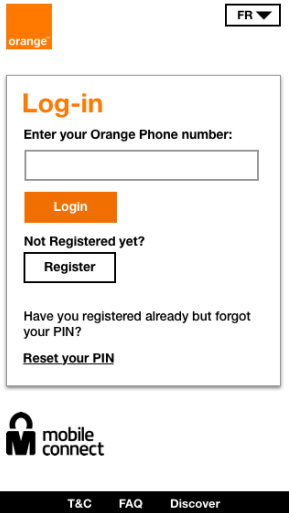 orange™
FR
Log-in
Enter your Orange Phone number:
Login
Not Registered yet?
Register
Have you registered already but forgot
your PIN?
Reset your PIN
mobile
connect
T&C FAQ Discover